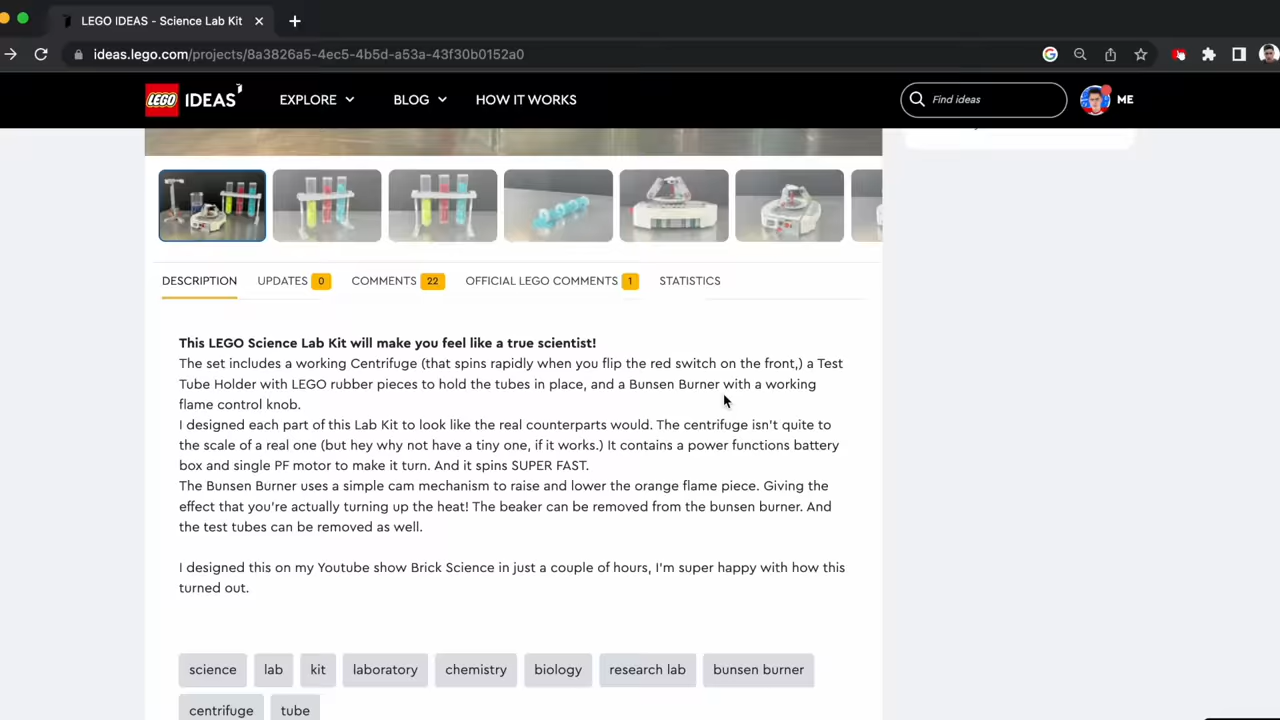 LEGO IDEAS - Science Lab Kit
ideas.lego.com/projects/8a3826a5-4ec5-4b5d-a53a-43f30b0152a0
LEGO IDEAS EXPLORE BLOG HOW IT WORKS Find ideas ME
DESCRIPTION UPDATES 0 COMMENTS 22 OFFICIAL LEGO COMMENTS 1 STATISTICS
This LEGO Science Lab Kit will make you feel like a true scientist!
The set includes a working Centrifuge (that spins rapidly when you flip the red switch on the front,) a Test
Tube Holder with LEGO rubber pieces to hold the tubes in place, and a Bunsen Burner with a working
flame control knob.
I designed each part of this Lab Kit to look like the real counterparts would. The centrifuge isn't quite to
the scale of a real one (but hey why not have a tiny one, if it works.) It contains a power functions battery
box and single PF motor to make it turn. And it spins SUPER FAST.
The Bunsen Burner uses a simple cam mechanism to raise and lower the orange flame piece. Giving the
effect that you're actually turning up the heat! The beaker can be removed from the bunsen burner. And
the test tubes can be removed as well.
I designed this on my Youtube show Brick Science in just a couple of hours, I'm super happy with how this
turned out.
science lab kit laboratory chemistry biology research lab bunsen burner
centrifuge tube